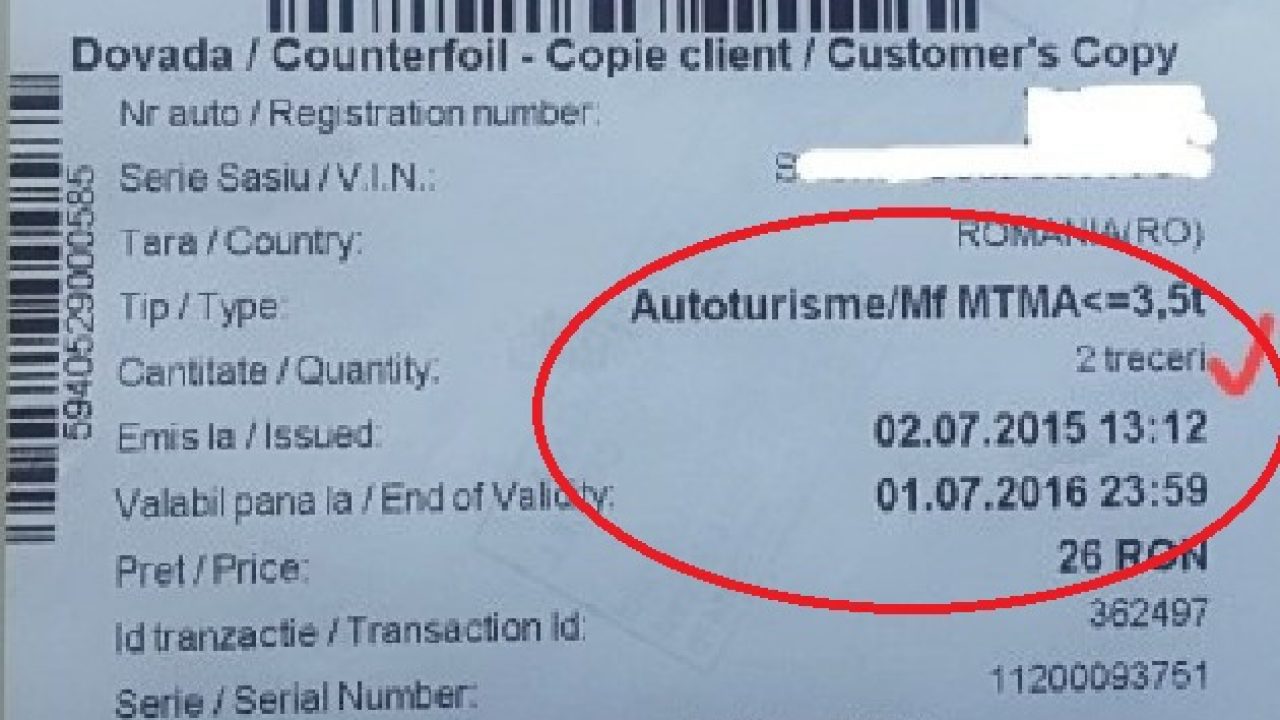 Dovada / Counterfoil - Copie client / Customer's Copy
Nr auto / Registration number:
Serie Sasiu / V.I.N.:
Tara / Country: ROMANIA(RO)
Tip / Type: Autoturisme/Mf MTMA<=3,5t
Cantitate / Quantity: 2 treceri
Emis la / Issued: 02.07.2015 13:12
Valabil pana la / End of Validity: 01.07.2016 23:59
Pret / Price: 26 RON
Id tranzactie / Transaction Id: 362497
Serie / Serial Number: 11200093751
5940529000585